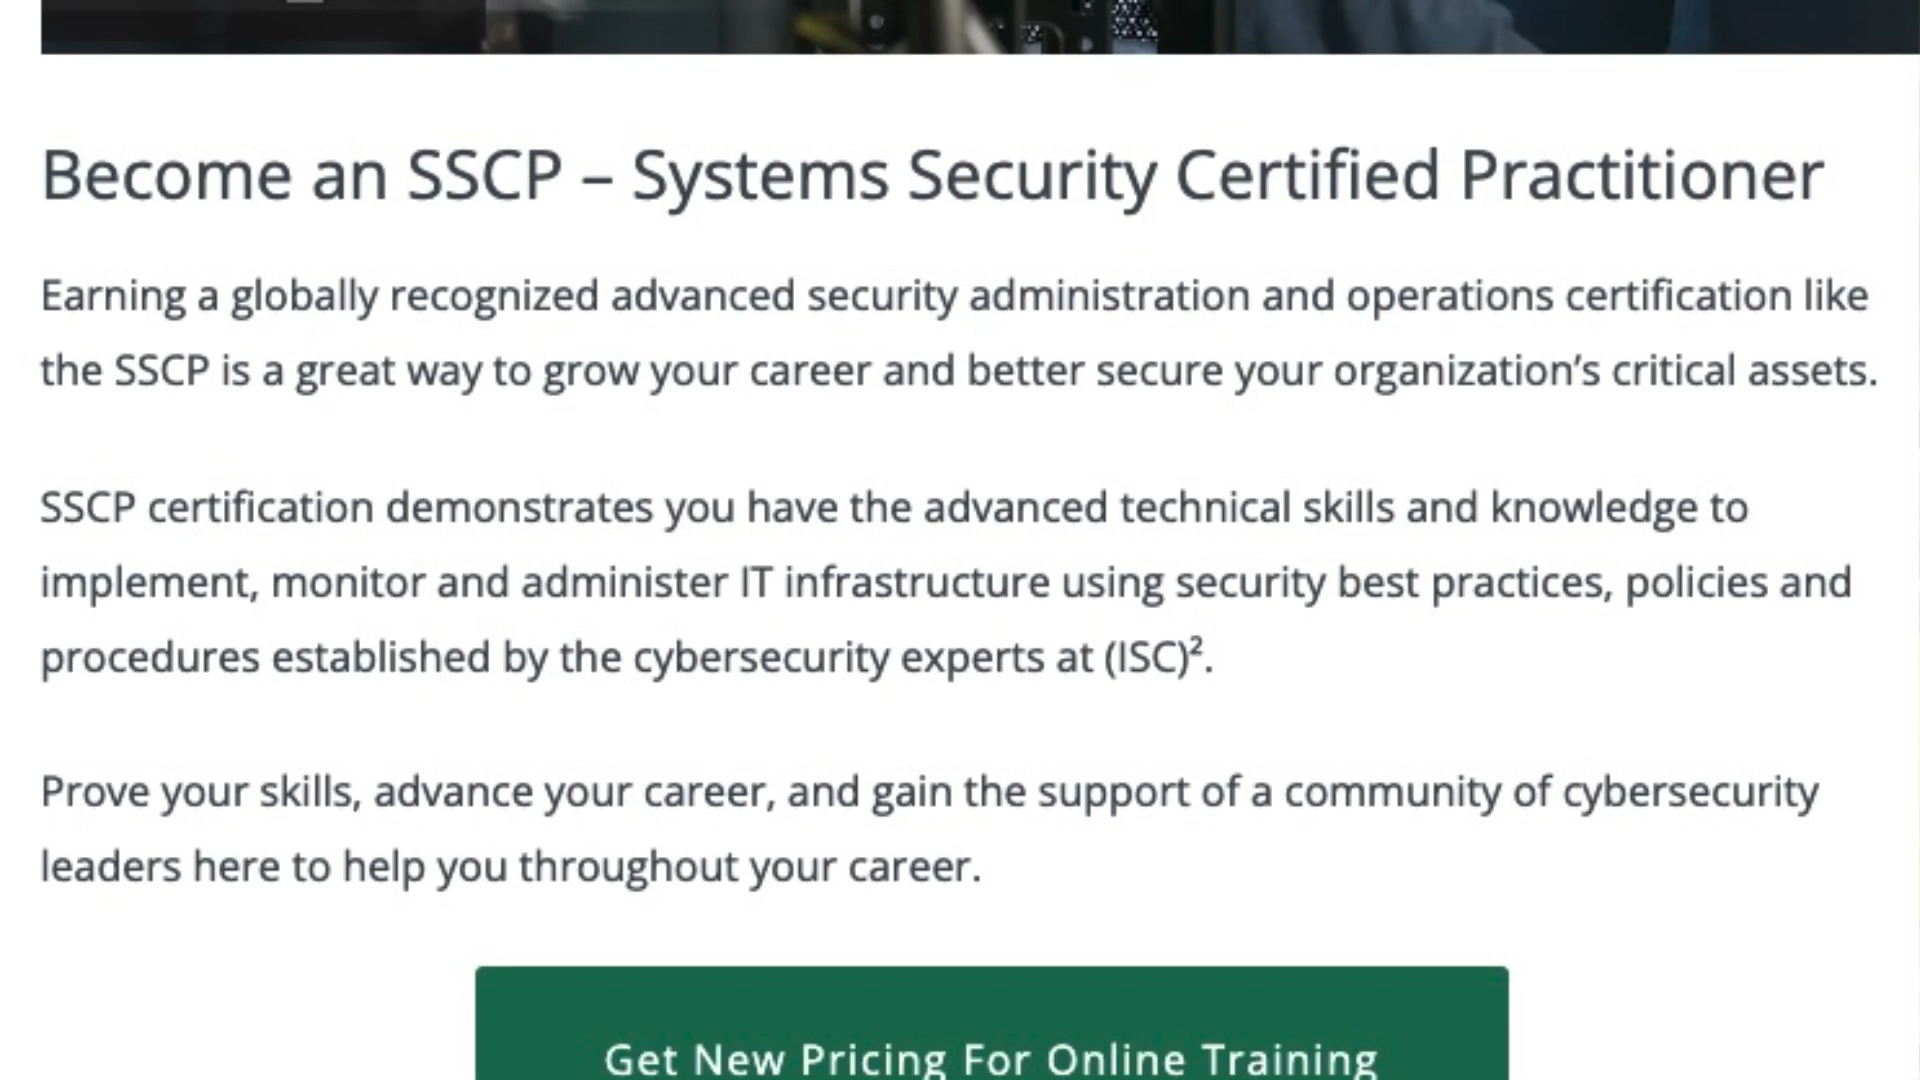 Become an SSCP – Systems Security Certified Practitioner
Earning a globally recognized advanced security administration and operations certification like
the SSCP is a great way to grow your career and better secure your organization’s critical assets.
SSCP certification demonstrates you have the advanced technical skills and knowledge to
implement, monitor and administer IT infrastructure using security best practices, policies and
procedures established by the cybersecurity experts at (ISC)².
Prove your skills, advance your career, and gain the support of a community of cybersecurity
leaders here to help you throughout your career.
Get New Pricing For Online Training